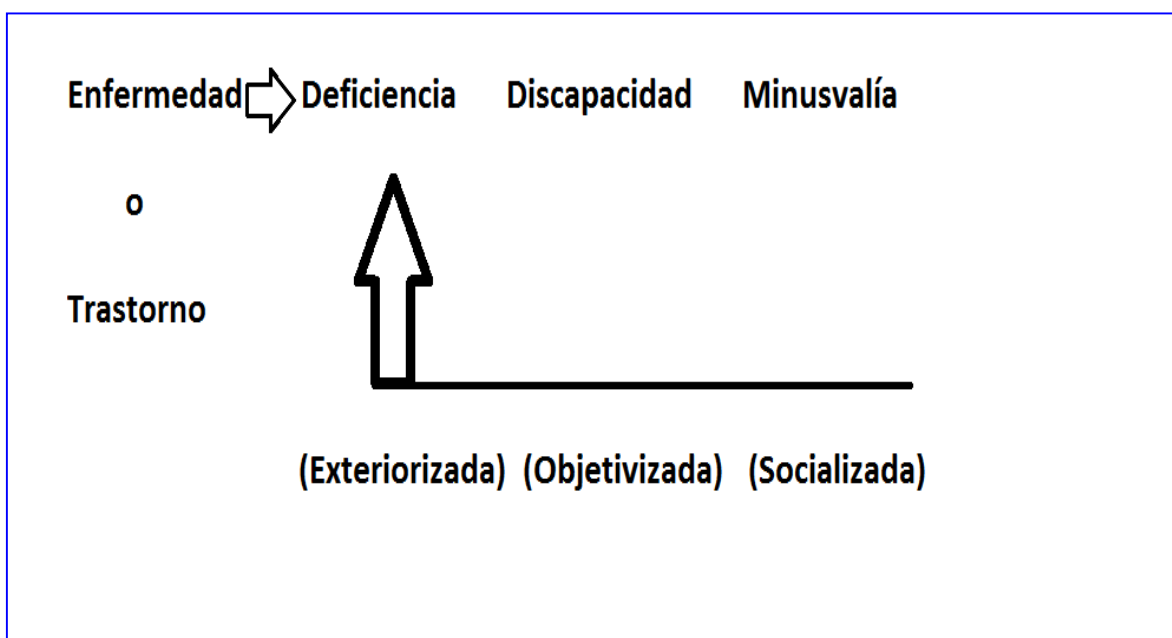 Enfermedad Deficiencia Discapacidad Minusvalía
o
Trastorno
(Exteriorizada) (Objetivizada) (Socializada)